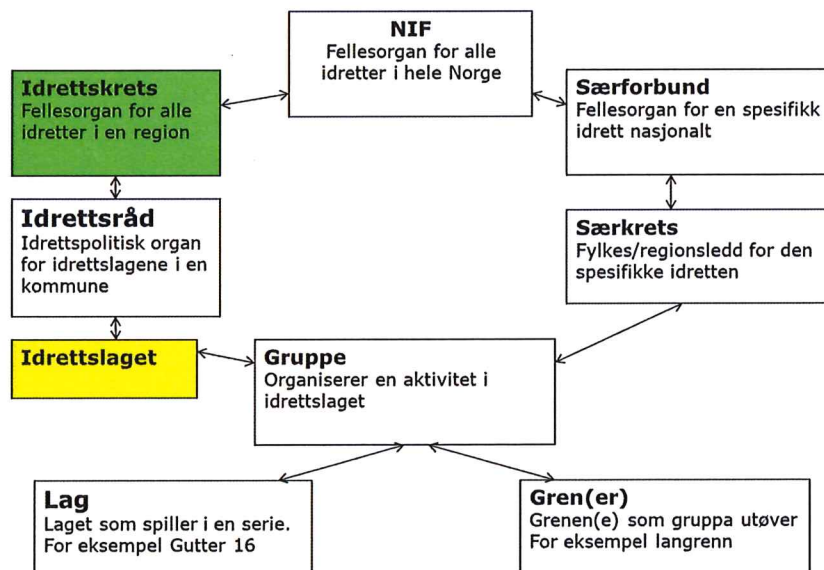 NIF
Fellesorgan for alle
idretter i hele Norge
Idrettskrets
Fellesorgan for alle
idretter i en region
Særforbund
Fellesorgan for en spesifikk
idrett nasjonalt
Idrettsråd
Idrettspolitisk organ
for idrettslagene i en
kommune
Særkrets
Fylkes/regionsledd for den
spesifikke idretten
Idrettslaget
Gruppe
Organiserer en aktivitet i
idrettslaget
Lag
Laget som spiller i en serie.
For eksempel Gutter 16
Gren(er)
Grenen(e) som gruppa utøver
For eksempel langrenn